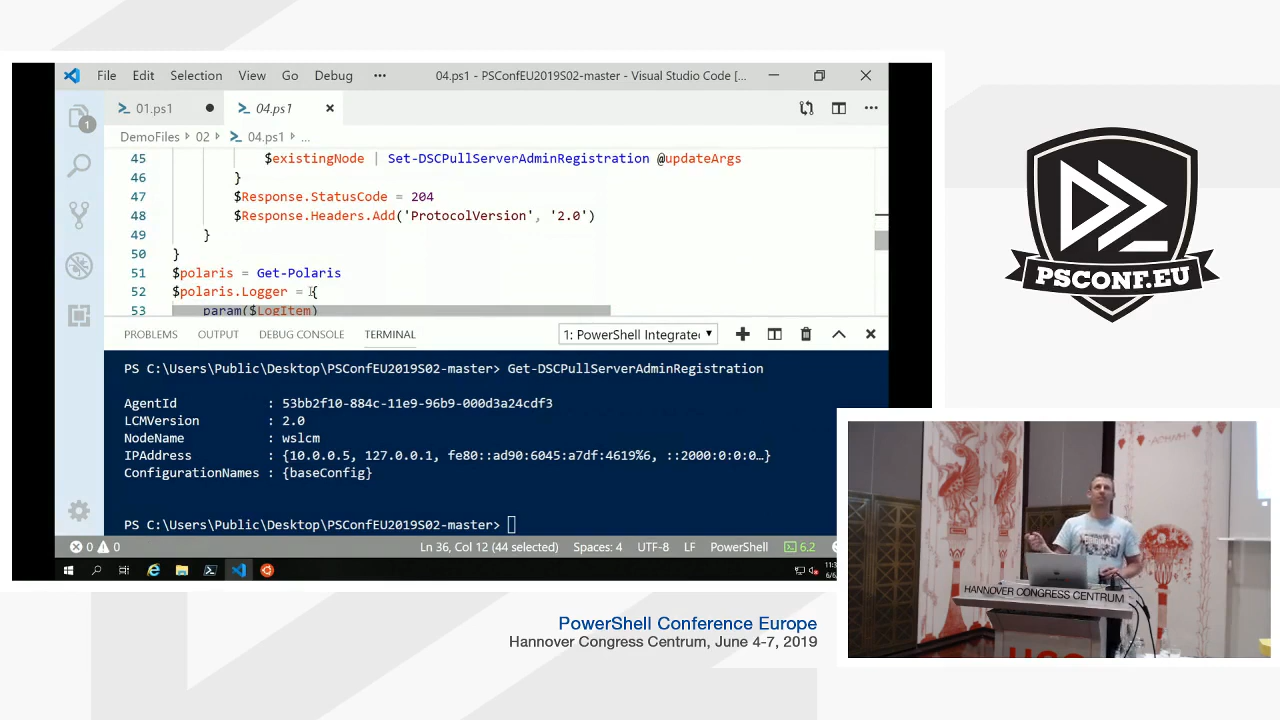 File Edit Selection View Go Debug ••• 04.ps1 - PSConfEU2019S02-master - Visual Studio Code [...
01.ps1 04.ps1
DemoFiles › 02 › 04.ps1 › ...
45 $existingNode | Set-DSCPullServerAdminRegistration @updateArgs
46 }
47 $Response.StatusCode = 204
48 $Response.Headers.Add('ProtocolVersion', '2.0')
49 }
50 }
51 $polaris = Get-Polaris
52 $polaris.Logger = {
53 param($LogItem)
PROBLEMS OUTPUT DEBUG CONSOLE TERMINAL 1: PowerShell Integrate
PS C:\Users\Public\Desktop\PSConfEU2019S02-master> Get-DSCPullServerAdminRegistration
AgentId : 53bb2f10-884c-11e9-96b9-000d3a24cdf3
LCMVersion : 2.0
NodeName : wslcm
IPAddress : {10.0.0.5, 127.0.0.1, fe80::ad90:6045:a7df:4619%6, ::2000:0:0:0…}
ConfigurationNames : {baseConfig}
PS C:\Users\Public\Desktop\PSConfEU2019S02-master>
0 0 Ln 36, Col 12 (44 selected) Spaces: 4 UTF-8 LF PowerShell 6.2
1
PSCONF.EU
HANNOVER CONGRESS CENTRUM
PowerShell Conference Europe
Hannover Congress Centrum, June 4-7, 2019